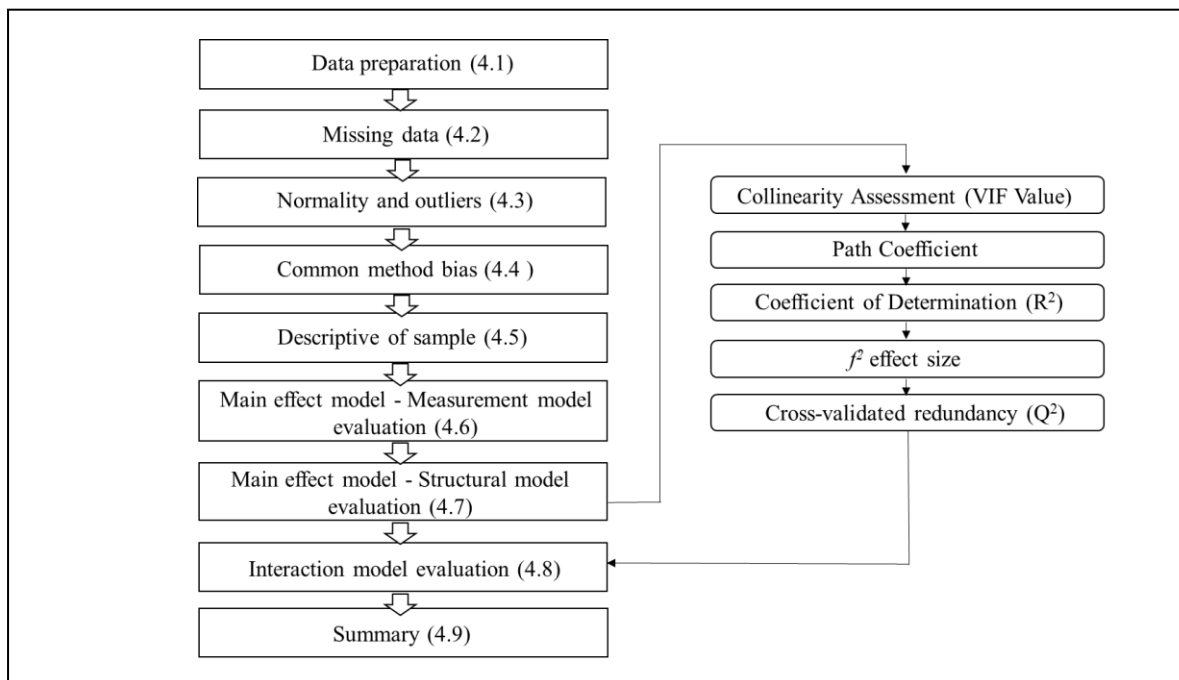 Data preparation (4.1)
Missing data (4.2)
Normality and outliers (4.3)
Common method bias (4.4 )
Descriptive of sample (4.5)
Main effect model - Measurement model
evaluation (4.6)
Main effect model - Structural model
evaluation (4.7)
Interaction model evaluation (4.8)
Summary (4.9)
Collinearity Assessment (VIF Value)
Path Coefficient
Coefficient of Determination (R²)
f² effect size
Cross-validated redundancy (Q²)